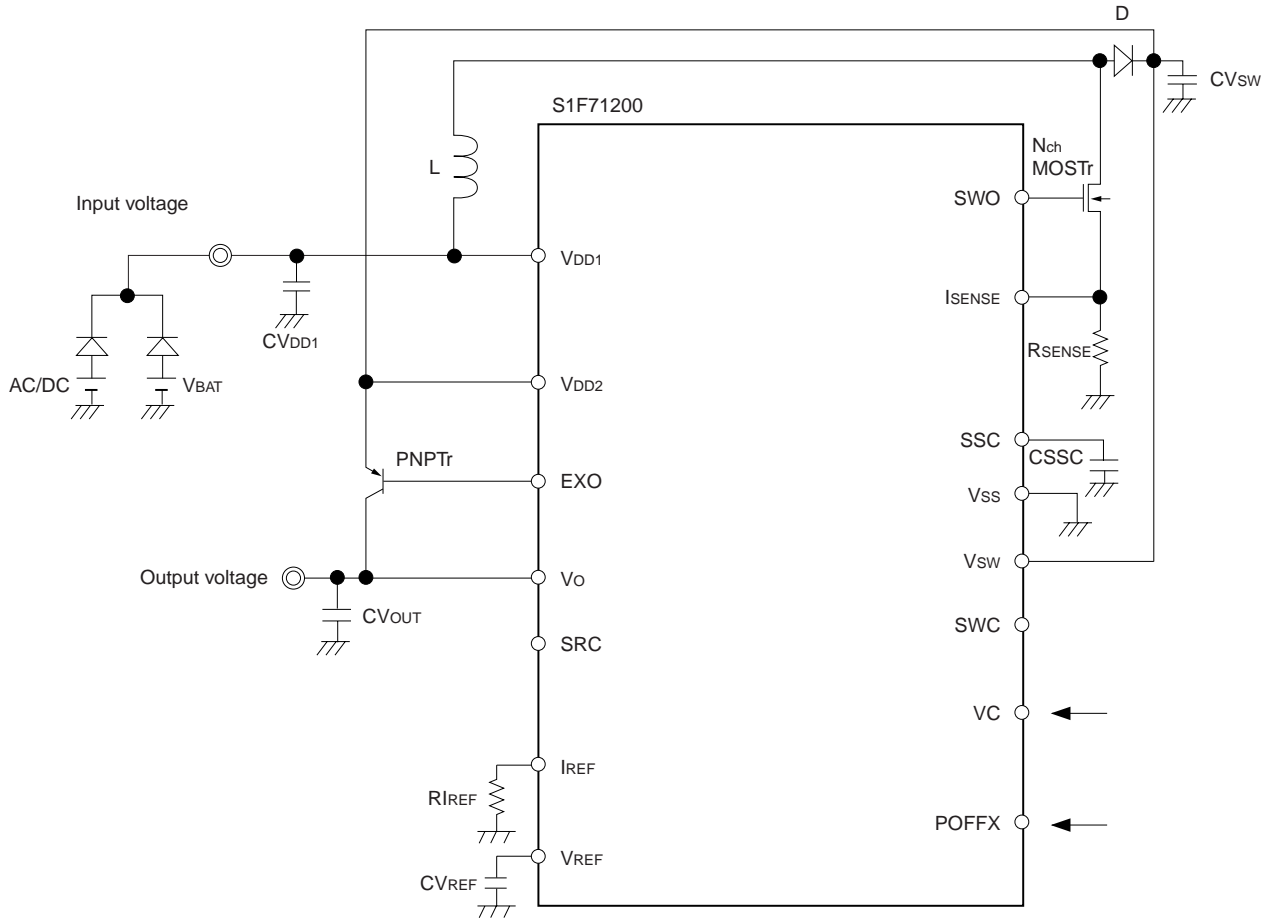 D
CVSW
S1F71200
Nch
MOSTr
L
SWO
Input voltage
VDD1
ISENSE
CVDD1
RSENSE
AC/DC
VBAT
VDD2
SSC
CSSC
PNPTr
EXO
VSS
VSW
Output voltage
VO
CVOUT
SWC
SRC
VC
IREF
RIREF
POFFX
VREF
CVREF